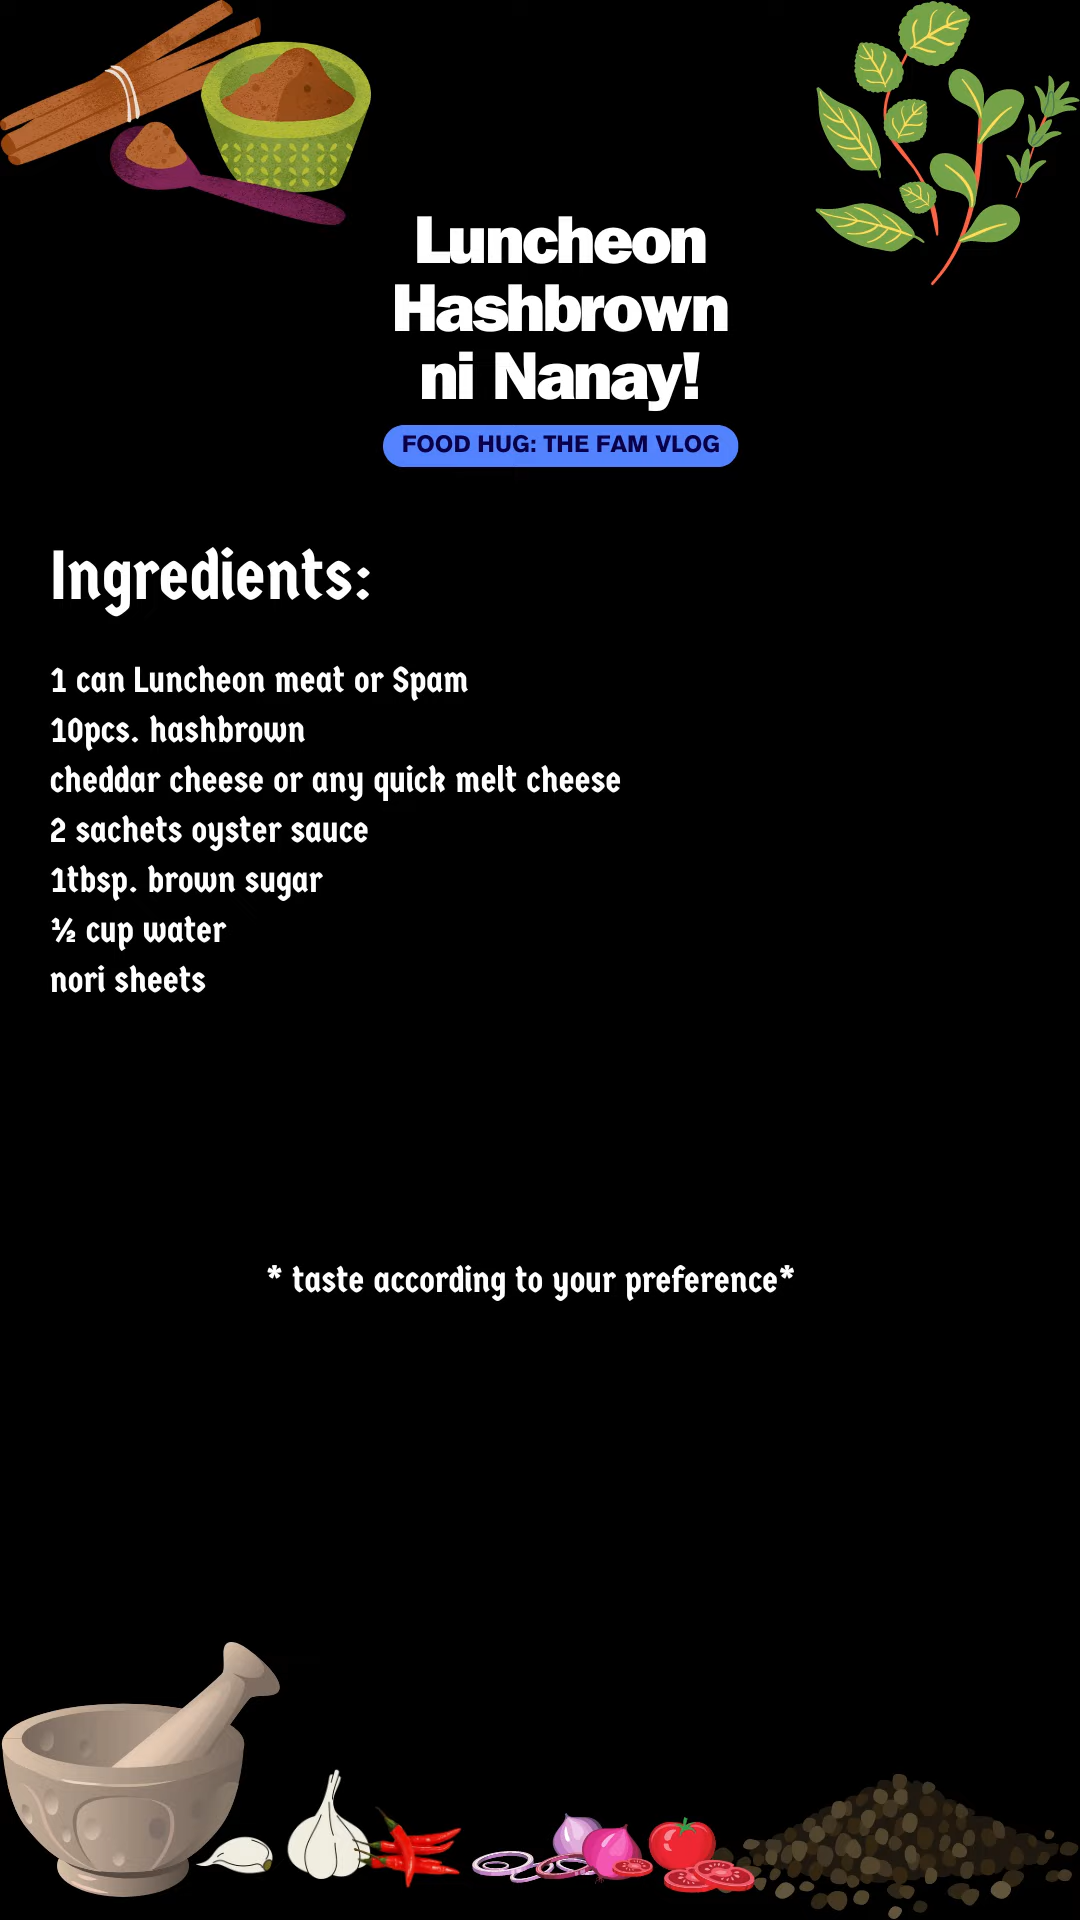 Luncheon
Hashbrown
ni Nanay!
FOOD HUG: THE FAM VLOG
Ingredients:
1 can Luncheon meat or Spam
10pcs. hashbrown
cheddar cheese or any quick melt cheese
2 sachets oyster sauce
1tbsp. brown sugar
½ cup water
nori sheets
* taste according to your preference*